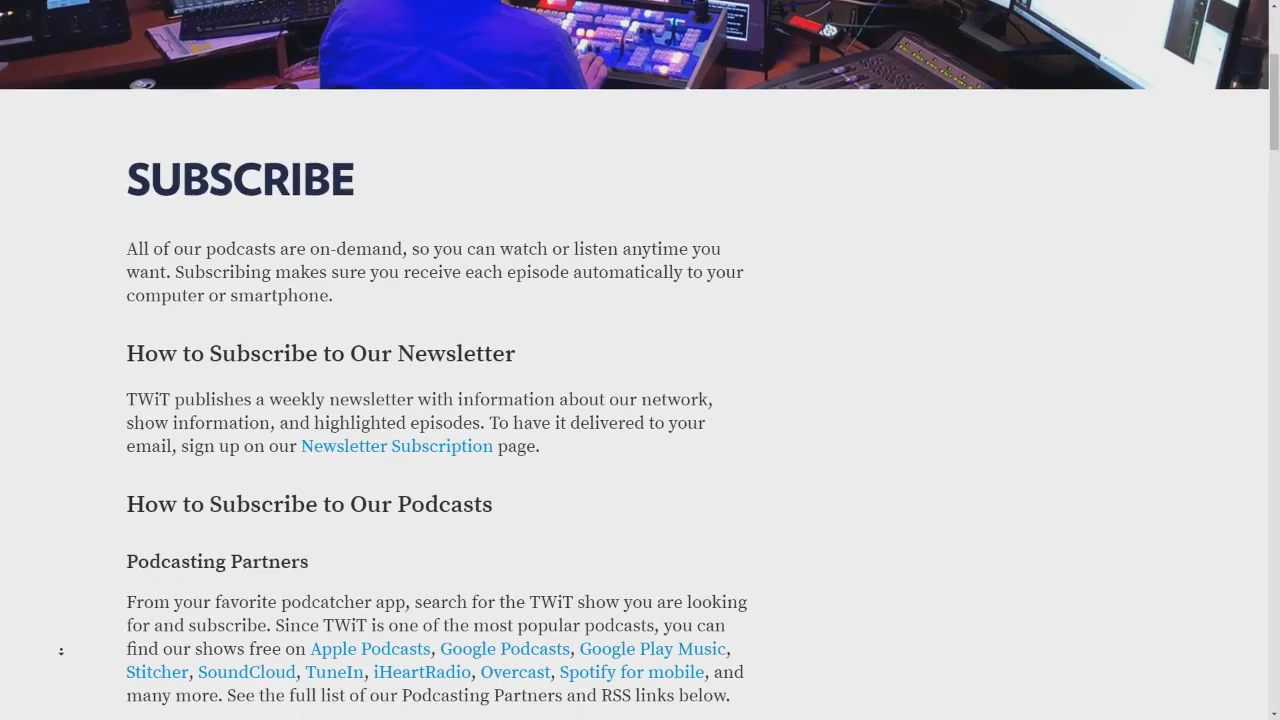 SUBSCRIBE
All of our podcasts are on-demand, so you can watch or listen anytime you
want. Subscribing makes sure you receive each episode automatically to your
computer or smartphone.
How to Subscribe to Our Newsletter
TWiT publishes a weekly newsletter with information about our network,
show information, and highlighted episodes. To have it delivered to your
email, sign up on our Newsletter Subscription page.
How to Subscribe to Our Podcasts
Podcasting Partners
From your favorite podcatcher app, search for the TWiT show you are looking
for and subscribe. Since TWiT is one of the most popular podcasts, you can
find our shows free on Apple Podcasts, Google Podcasts, Google Play Music,
Stitcher, SoundCloud, TuneIn, iHeartRadio, Overcast, Spotify for mobile, and
many more. See the full list of our Podcasting Partners and RSS links below.